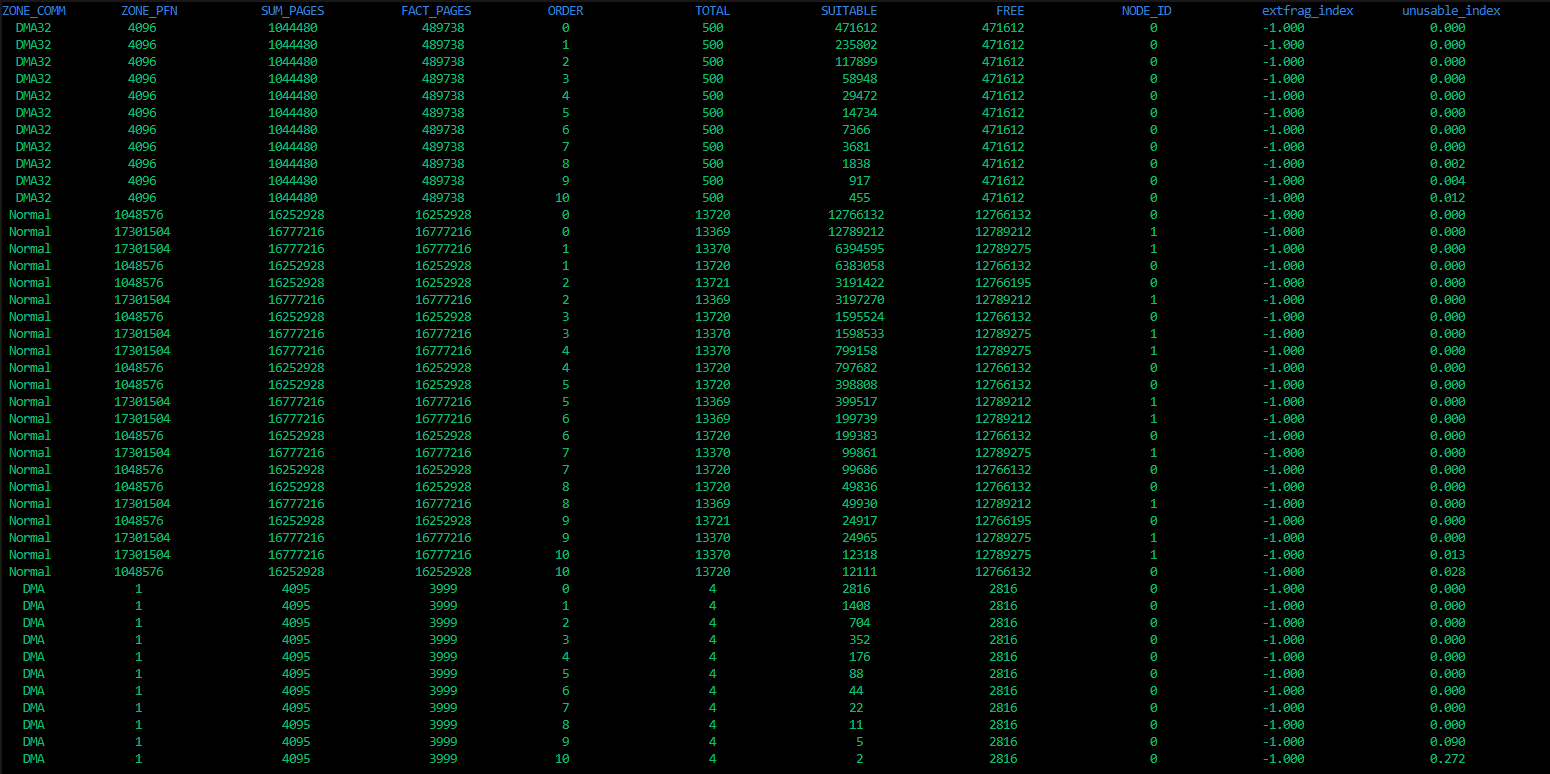 ZONE_COMM ZONE_PFN SUM_PAGES FACT_PAGES ORDER TOTAL SUITABLE FREE NODE_ID extfrag_index unusable_index
DMA32 4096 1044480 489738 0 500 471612 471612 0 -1.000 0.000
DMA32 4096 1044480 489738 1 500 235802 471612 0 -1.000 0.000
DMA32 4096 1044480 489738 2 500 117899 471612 0 -1.000 0.000
DMA32 4096 1044480 489738 3 500 58948 471612 0 -1.000 0.000
DMA32 4096 1044480 489738 4 500 29472 471612 0 -1.000 0.000
DMA32 4096 1044480 489738 5 500 14734 471612 0 -1.000 0.000
DMA32 4096 1044480 489738 6 500 7366 471612 0 -1.000 0.000
DMA32 4096 1044480 489738 7 500 3681 471612 0 -1.000 0.000
DMA32 4096 1044480 489738 8 500 1838 471612 0 -1.000 0.002
DMA32 4096 1044480 489738 9 500 917 471612 0 -1.000 0.004
DMA32 4096 1044480 489738 10 500 455 471612 0 -1.000 0.012
Normal 1048576 16252928 16252928 0 13720 12766132 12766132 0 -1.000 0.000
Normal 17301504 16777216 16777216 0 13369 12789212 12789212 1 -1.000 0.000
Normal 17301504 16777216 16777216 1 13370 6394595 12789275 1 -1.000 0.000
Normal 1048576 16252928 16252928 1 13720 6383058 12766132 0 -1.000 0.000
Normal 1048576 16252928 16252928 2 13721 3191422 12766195 0 -1.000 0.000
Normal 17301504 16777216 16777216 2 13369 3197270 12789212 1 -1.000 0.000
Normal 1048576 16252928 16252928 3 13720 1595524 12766132 0 -1.000 0.000
Normal 17301504 16777216 16777216 3 13370 1598533 12789275 1 -1.000 0.000
Normal 17301504 16777216 16777216 4 13370 799158 12789275 1 -1.000 0.000
Normal 1048576 16252928 16252928 4 13720 797682 12766132 0 -1.000 0.000
Normal 1048576 16252928 16252928 5 13720 398808 12766132 0 -1.000 0.000
Normal 17301504 16777216 16777216 5 13369 399517 12789212 1 -1.000 0.000
Normal 17301504 16777216 16777216 6 13369 199739 12789212 1 -1.000 0.000
Normal 1048576 16252928 16252928 6 13720 199383 12766132 0 -1.000 0.000
Normal 17301504 16777216 16777216 7 13370 99861 12789275 1 -1.000 0.000
Normal 1048576 16252928 16252928 7 13720 99686 12766132 0 -1.000 0.000
Normal 1048576 16252928 16252928 8 13720 49836 12766132 0 -1.000 0.000
Normal 17301504 16777216 16777216 8 13369 49930 12789212 1 -1.000 0.000
Normal 1048576 16252928 16252928 9 13721 24917 12766195 0 -1.000 0.000
Normal 17301504 16777216 16777216 9 13370 24965 12789275 1 -1.000 0.000
Normal 17301504 16777216 16777216 10 13370 12318 12789275 1 -1.000 0.013
Normal 1048576 16252928 16252928 10 13720 12111 12766132 0 -1.000 0.028
DMA 1 4095 3999 0 4 2816 2816 0 -1.000 0.000
DMA 1 4095 3999 1 4 1408 2816 0 -1.000 0.000
DMA 1 4095 3999 2 4 704 2816 0 -1.000 0.000
DMA 1 4095 3999 3 4 352 2816 0 -1.000 0.000
DMA 1 4095 3999 4 4 176 2816 0 -1.000 0.000
DMA 1 4095 3999 5 4 88 2816 0 -1.000 0.000
DMA 1 4095 3999 6 4 44 2816 0 -1.000 0.000
DMA 1 4095 3999 7 4 22 2816 0 -1.000 0.000
DMA 1 4095 3999 8 4 11 2816 0 -1.000 0.000
DMA 1 4095 3999 9 4 5 2816 0 -1.000 0.090
DMA 1 4095 3999 10 4 2 2816 0 -1.000 0.272